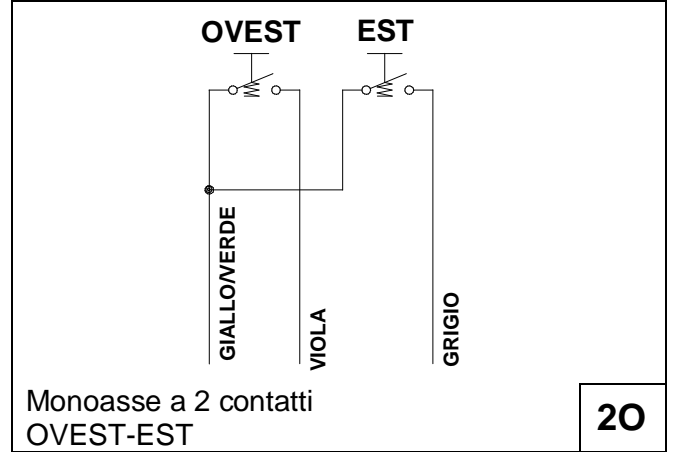 OVEST EST
GIALLO/VERDE
VIOLA
GRIGIO
Monoasse a 2 contatti
OVEST-EST
2O